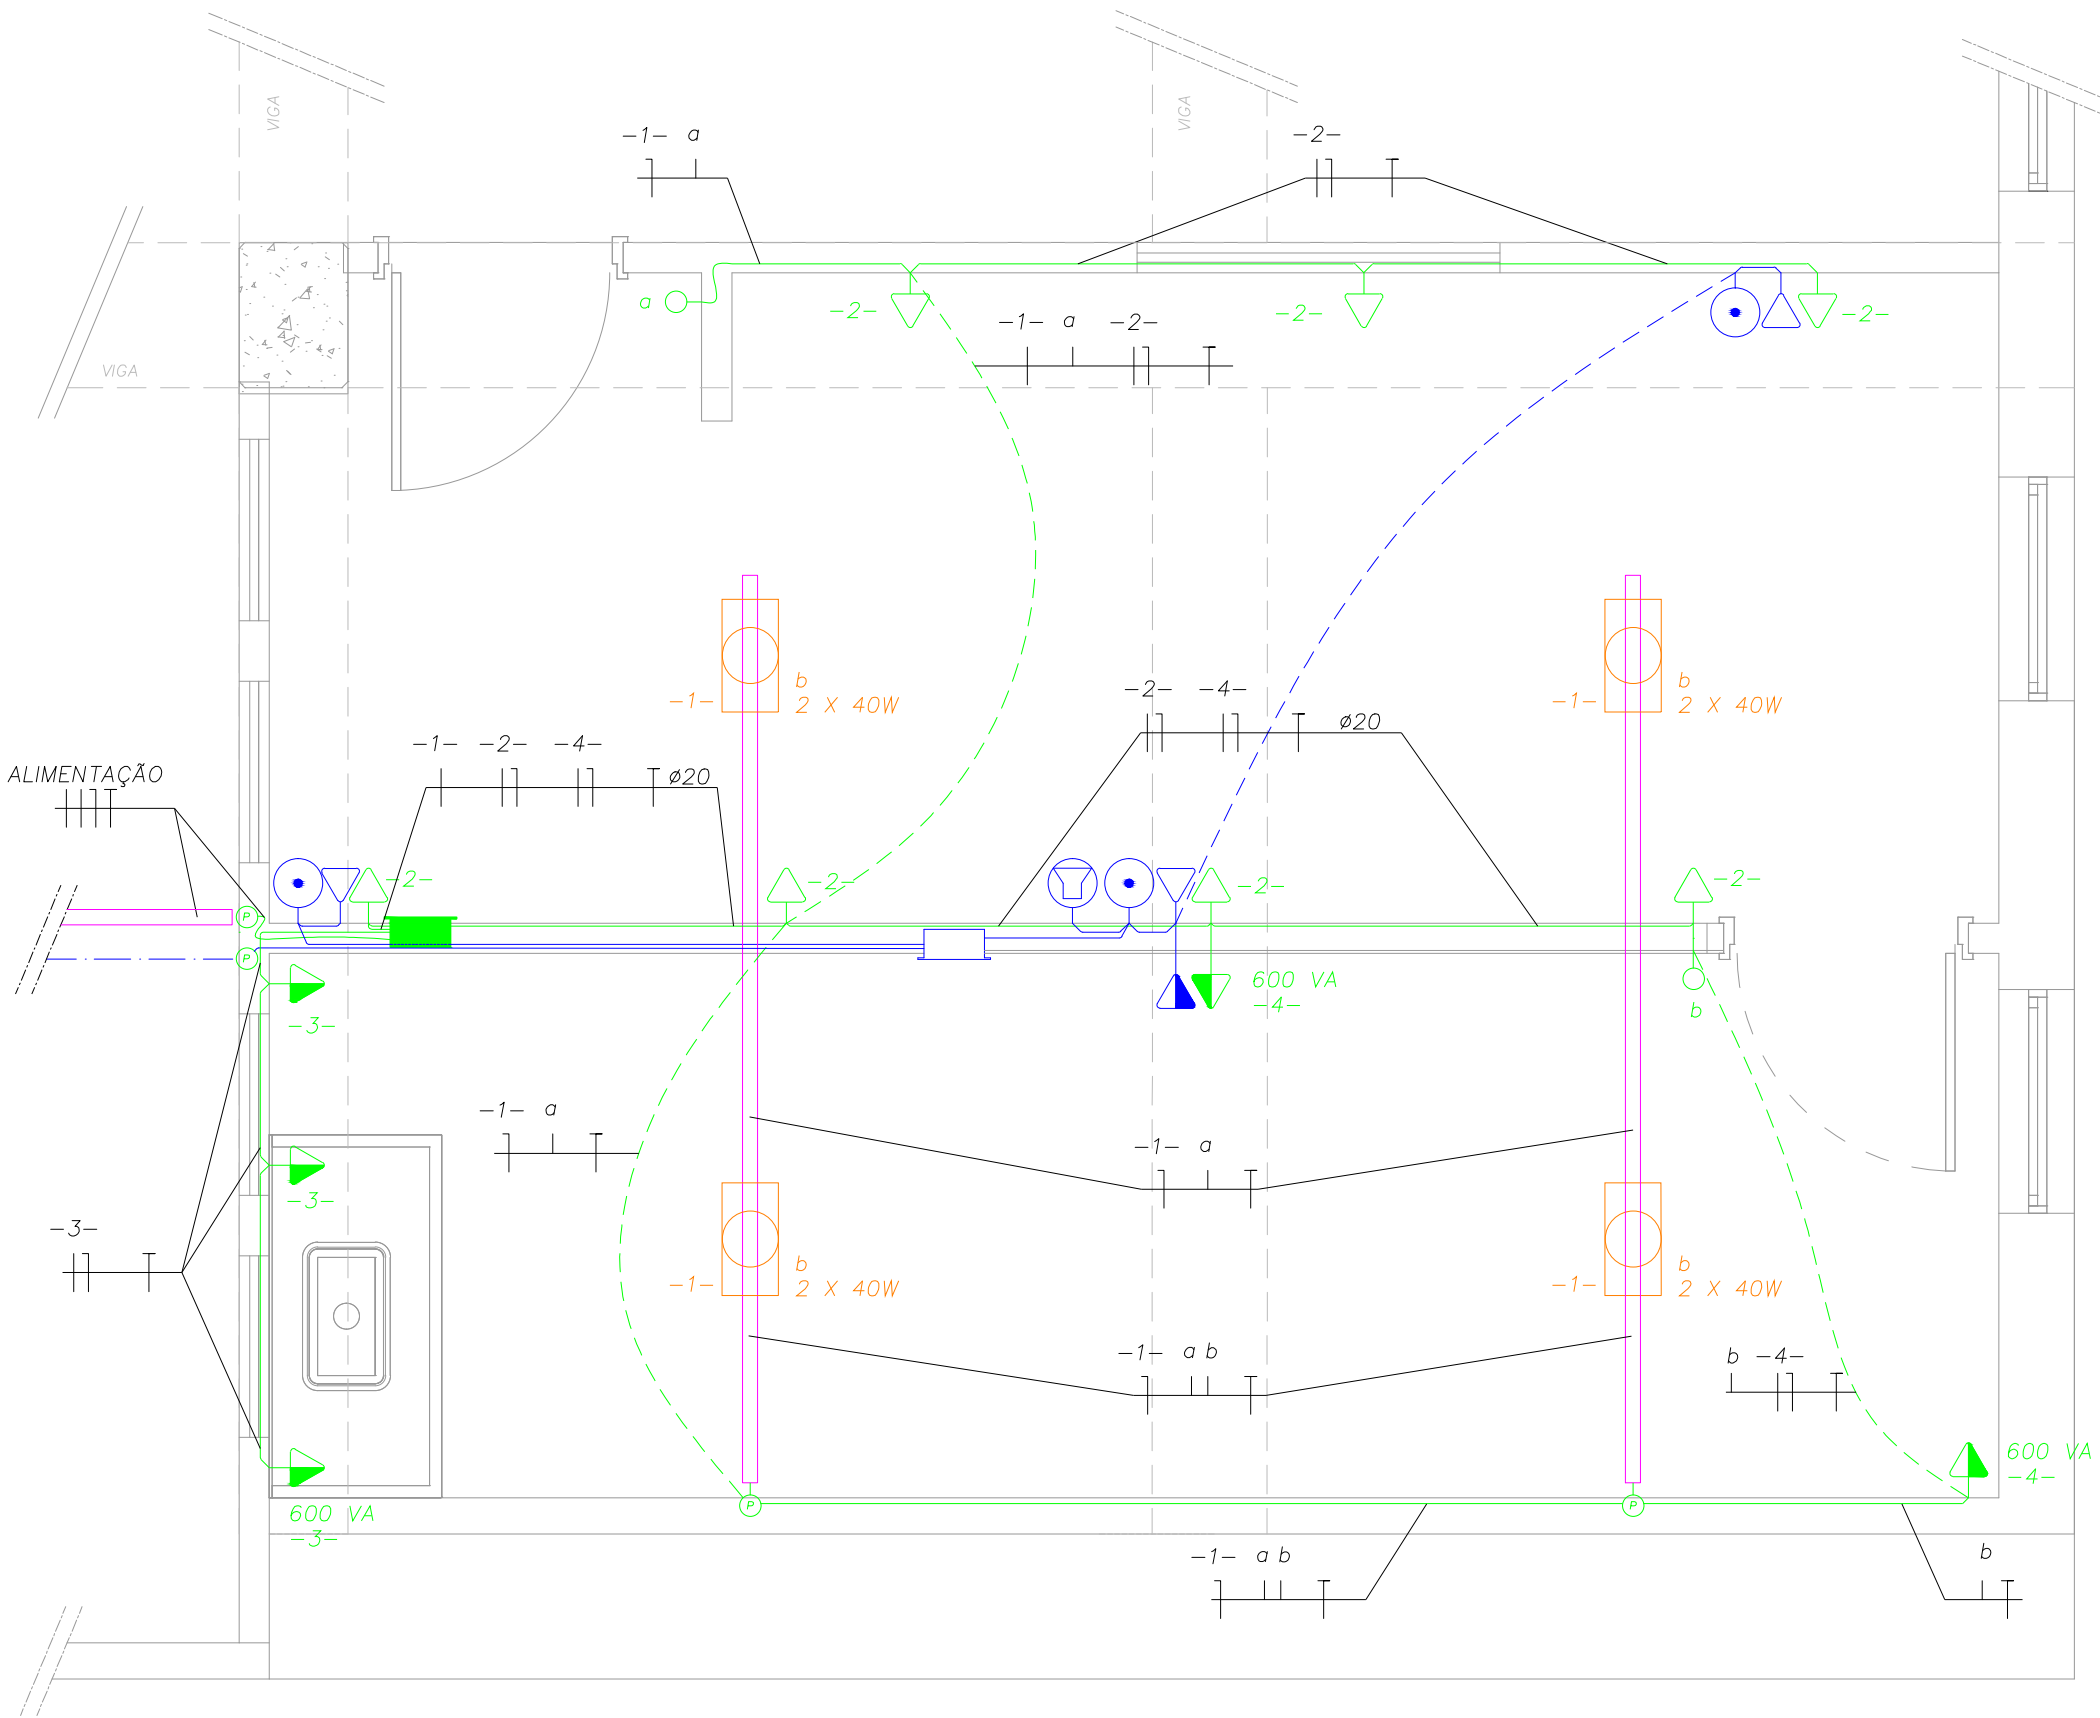 VIGA
VIGA
-1- a
-2-
a
-2-
-2-
-2-
-1- a -2-
VIGA
b
-1- 2 X 40W
b
-1- 2 X 40W
-2- -4-
ø20
-1- -2- -4-
ø20
ALIMENTAÇÃO
-2-
-2-
-2-
-2-
P
P
600 VA
-4-
b
-3-
-1- a
-1- a
-3-
-3-
b
-1- 2 X 40W
b
-1- 2 X 40W
-1- a b
b -4-
600 VA
-4-
P
P
600 VA
-3-
-1- a b
b